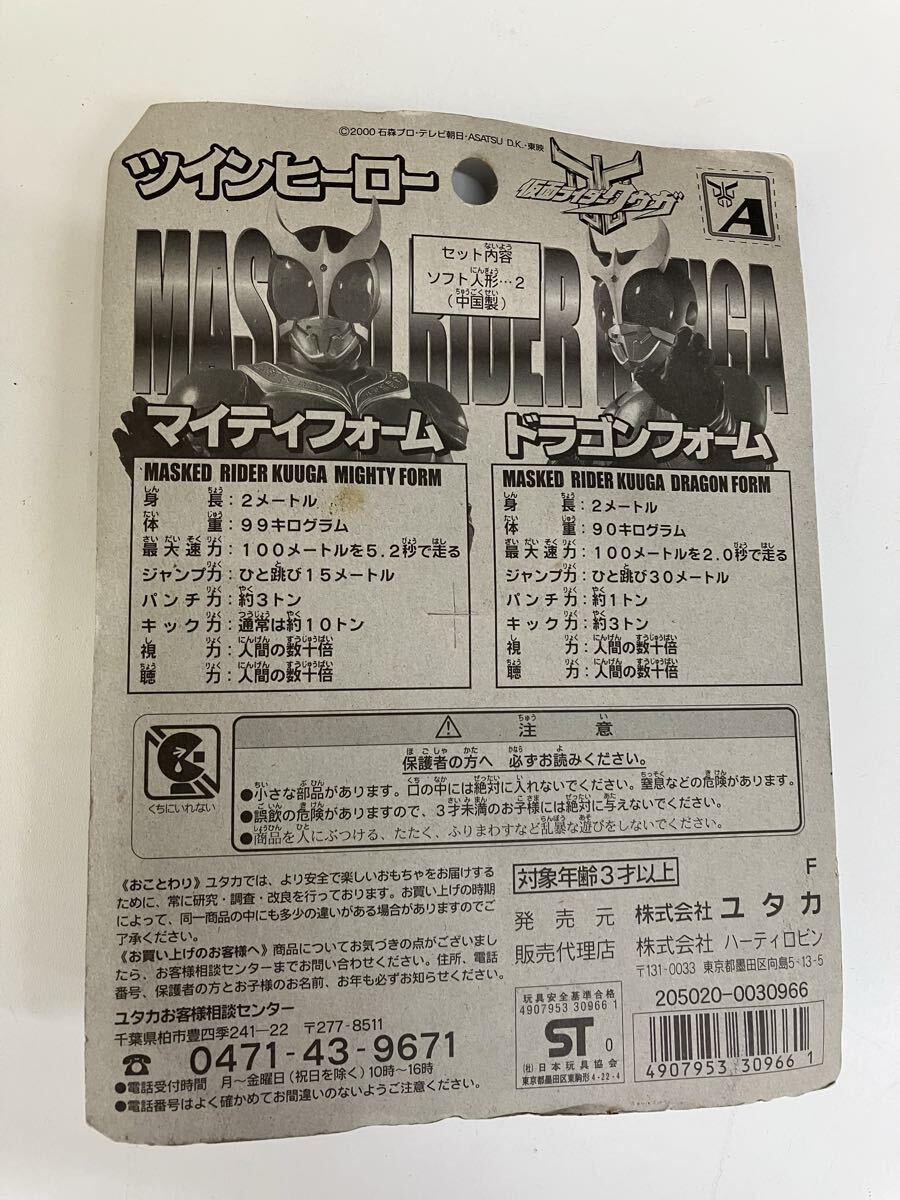 ©2000 石森プロ・テレビ朝日・ASATSU D.K.・東映
ツインヒーロー
仮面ライダークウガ
A
MASKED RIDER KUUGA
セット内容
ソフト人形…2
(中国製)
マイティフォーム
MASKED RIDER KUUGA MIGHTY FORM
身長:2メートル
体重:99キログラム
最大速力:100メートルを5.2秒で走る
ジャンプ力:ひと跳び15メートル
パンチ力:約3トン
キック力:通常は約10トン
視力:人間の数十倍
聴力:人間の数十倍
ドラゴンフォーム
MASKED RIDER KUUGA DRAGON FORM
身長:2メートル
体重:90キログラム
最大速力:100メートルを2.0秒で走る
ジャンプ力:ひと跳び30メートル
パンチ力:約1トン
キック力:約3トン
視力:人間の数十倍
聴力:人間の数十倍
くちにいれない
⚠注意
保護者の方へ 必ずお読みください。
●小さな部品があります。口の中には絶対に入れないでください。窒息などの危険があります。
●誤飲の危険がありますので、3才未満のお子様には絶対に与えないでください。
●商品を人にぶつける、たたく、ふりまわすなど乱暴な遊びをしないでください。
《おことわり》ユタカでは、より安全で楽しいおもちゃをお届けする
ために、常に研究・調査・改良を行っております。お買い上げの時期
によって、同一商品の中にも多少の違いがある場合がありますのでご
了承ください。
《お買い上げのお客様へ》商品についてお気づきの点がございまし
たら、お客様相談センターまでお問い合わせください。住所、電話
番号、保護者の方とお子様のお名前、お年も必ずお知らせください。
ユタカお客様相談センター
千葉県柏市豊四季241-22 〒277-8511
☎ 0471-43-9671
●電話受付時間 月〜金曜日(祝日を除く)10時〜16時
●電話番号はよく確かめてお間違いのないようご注意ください。
F
対象年齢3才以上
発売元 株式会社 ユタカ
販売代理店 株式会社 ハーティロビン
〒131-0033 東京都墨田区向島5-13-5
玩具安全基準合格
4907953 30966 1
ST 0
(社)日本玩具協会
東京都墨田区東駒形4-22-4
205020-0030966
4907953 309661